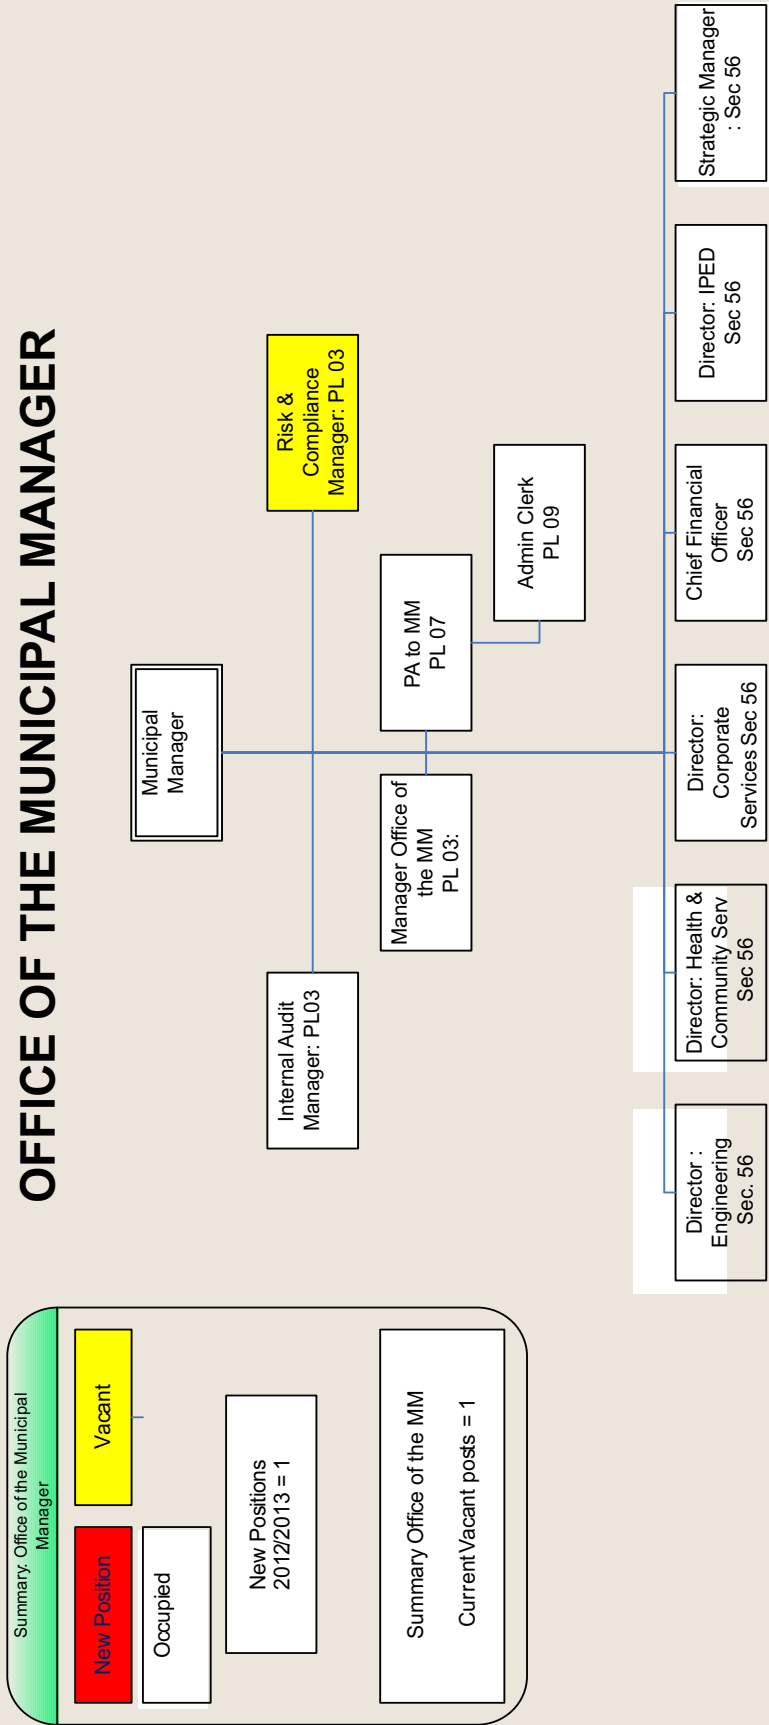 OFFICE OF THE MUNICIPAL MANAGER
Summary: Office of the Municipal
Manager
New Position
Vacant
Occupied
New Positions
2012/2013 = 1
Summary Office of the MM
Current Vacant posts = 1
Municipal
Manager
Internal Audit
Manager: PL03
Risk &
Compliance
Manager: PL 03
Manager Office of
the MM
PL 03:
PA to MM
PL 07
Admin Clerk
PL 09
Director :
Engineering
Sec. 56
Director: Health &
Community Serv
Sec 56
Director:
Corporate
Services Sec 56
Chief Financial
Officer
Sec 56
Director: IPED
Sec 56
Strategic Manager
: Sec 56